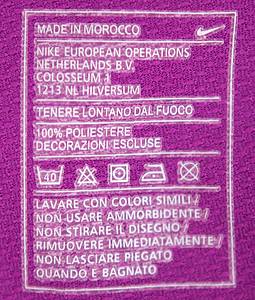 MADE IN MOROCCO
NIKE EUROPEAN OPERATIONS
NETHERLANDS B.V.
COLOSSEUM 1
1213 NL HILVERSUM
TENERE LONTANO DAL FUOCO
100% POLIESTERE
DECORAZIONI ESCLUSE
40
LAVARE CON COLORI SIMILI /
NON USARE AMMORBIDENTE /
NON STIRARE IL DISEGNO /
RIMUOVERE IMMEDIATAMENTE /
NON LASCIARE PIEGATO
QUANDO E BAGNATO